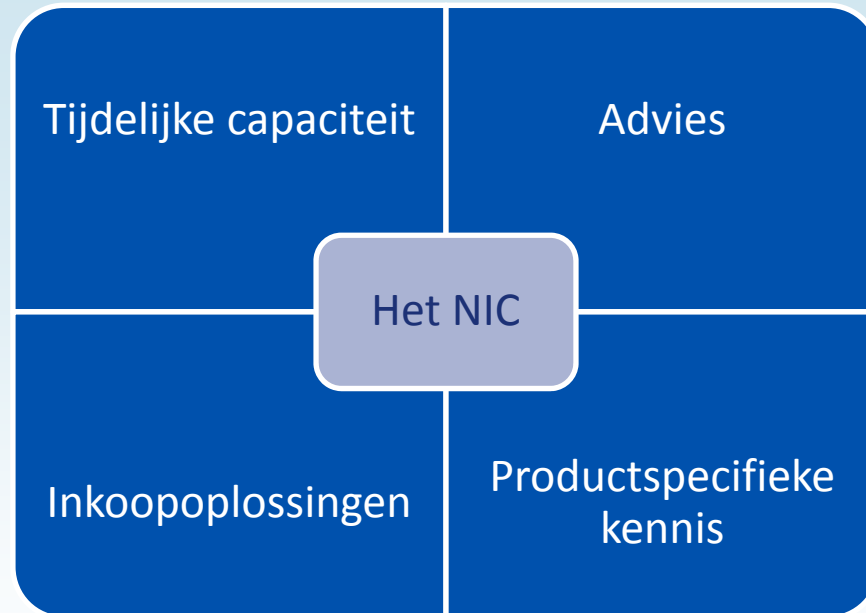 Tijdelijke capaciteit
Advies
Het NIC
Inkoopoplossingen
Productspecifieke
kennis